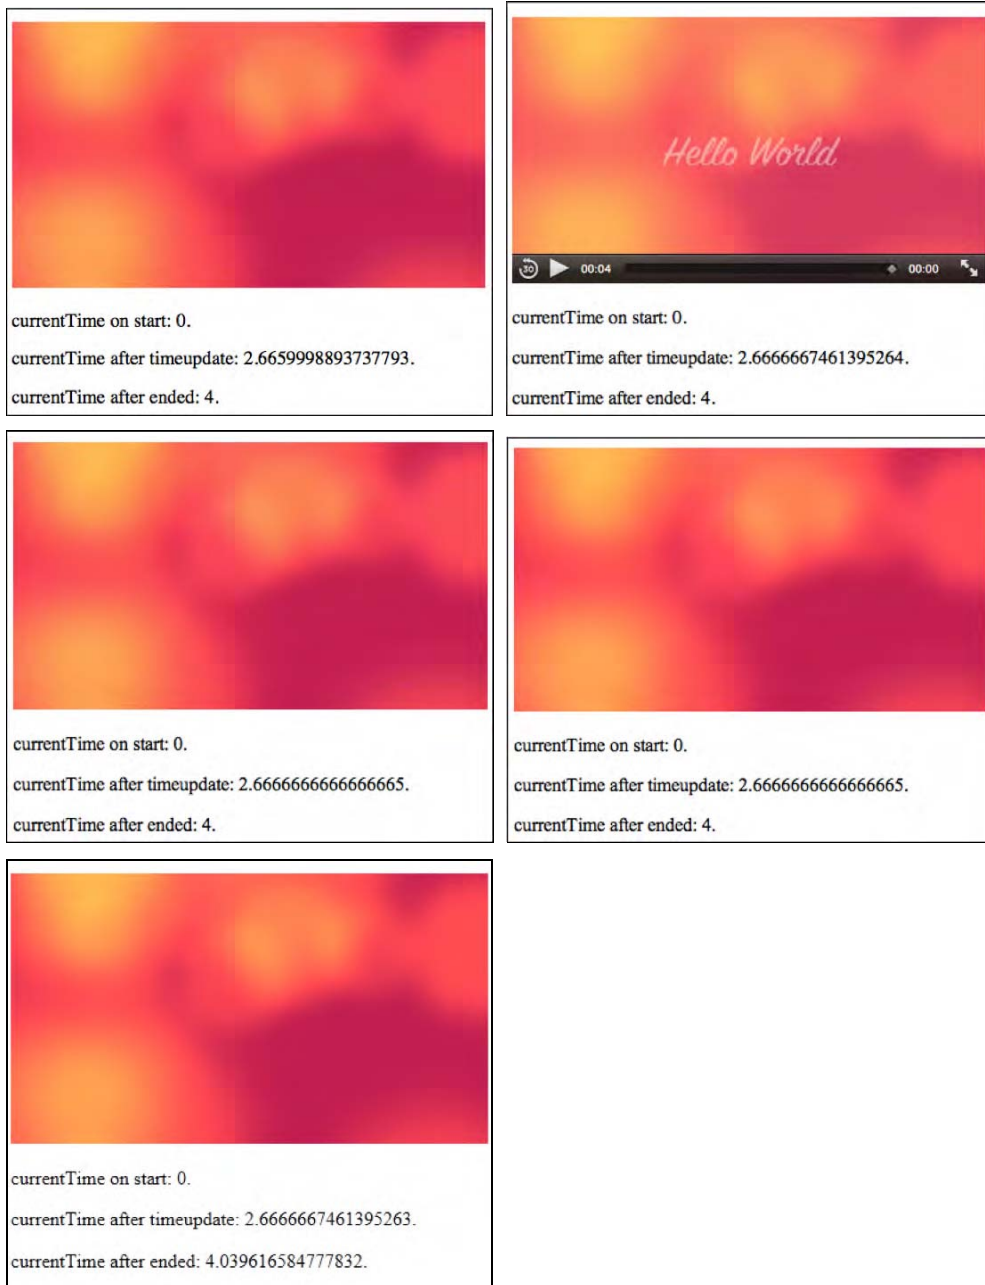 currentTime on start: 0.
currentTime after timeupdate: 2.6659998893737793.
currentTime after ended: 4.
Hello World
30 00:04 00:00
currentTime on start: 0.
currentTime after timeupdate: 2.6666667461395264.
currentTime after ended: 4.
currentTime on start: 0.
currentTime after timeupdate: 2.6666666666666665.
currentTime after ended: 4.
currentTime on start: 0.
currentTime after timeupdate: 2.6666666666666665.
currentTime after ended: 4.
currentTime on start: 0.
currentTime after timeupdate: 2.6666667461395263.
currentTime after ended: 4.039616584777832.